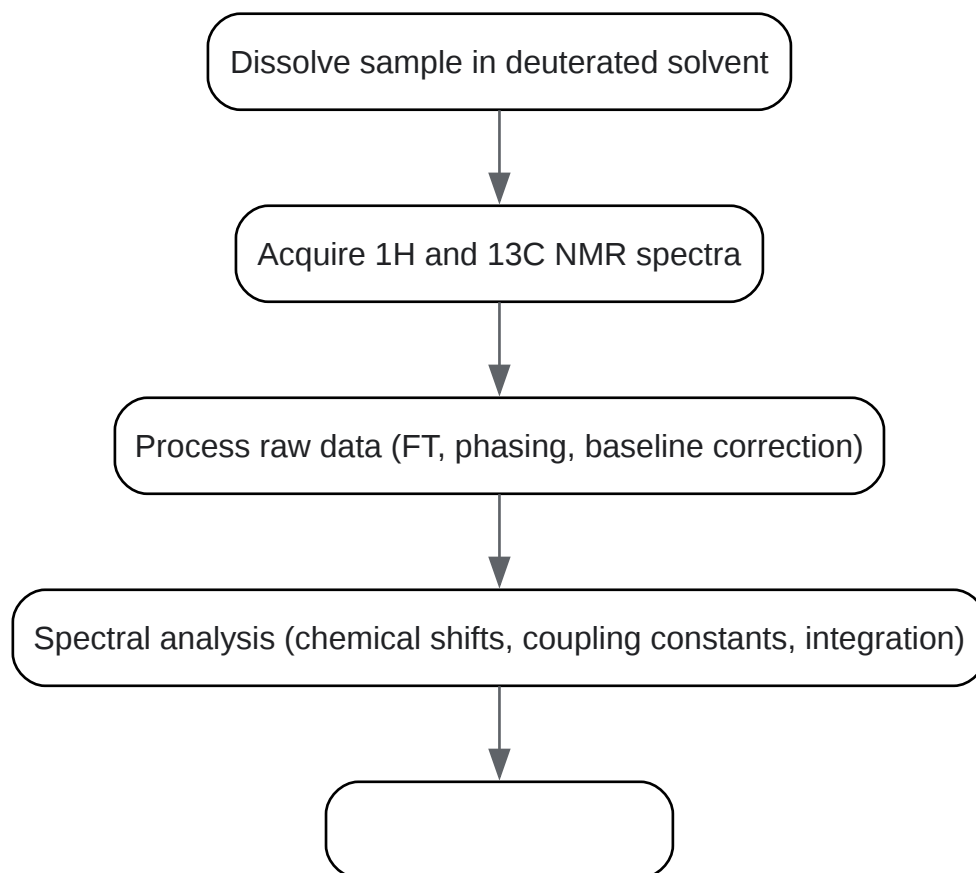 Dissolve sample in deuterated solvent
Acquire 1H and 13C NMR spectra
Process raw data (FT, phasing, baseline correction)
Spectral analysis (chemical shifts, coupling constants, integration)